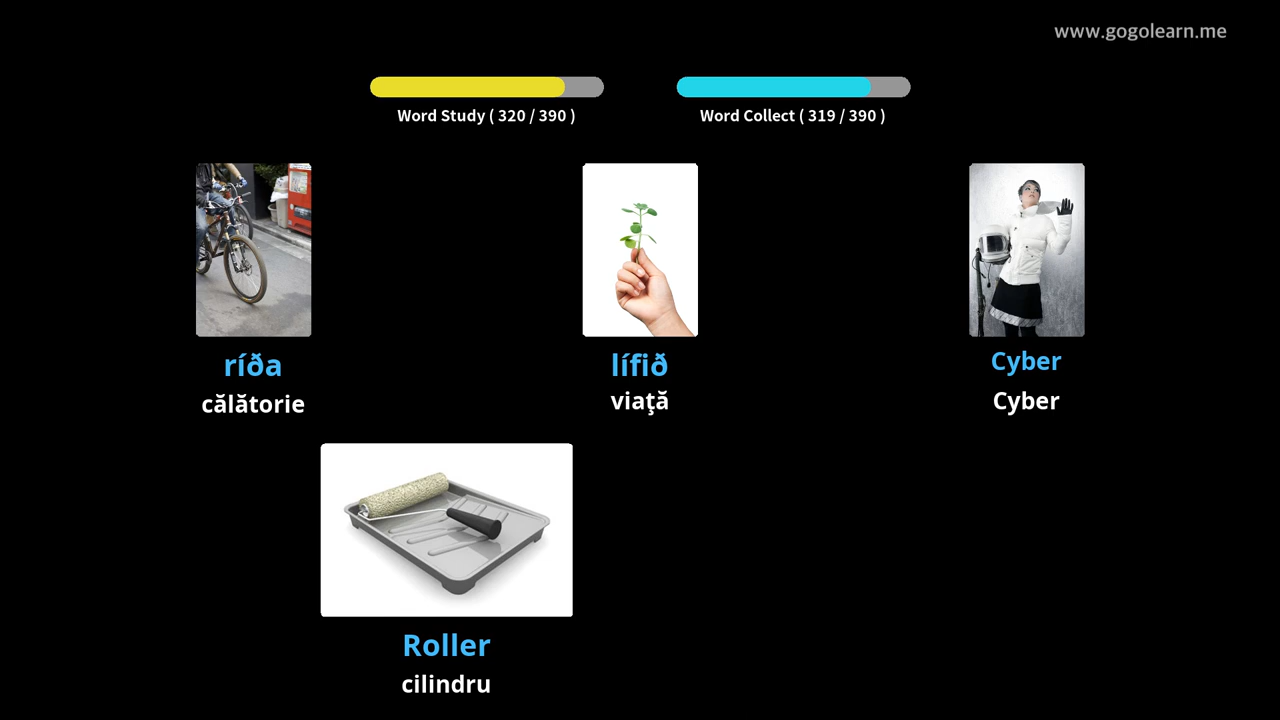 www.gogolearn.me
Word Study ( 320 / 390 )
Word Collect ( 319 / 390 )
ríða
lífið
Cyber
călătorie
viaţă
Cyber
Roller
cilindru